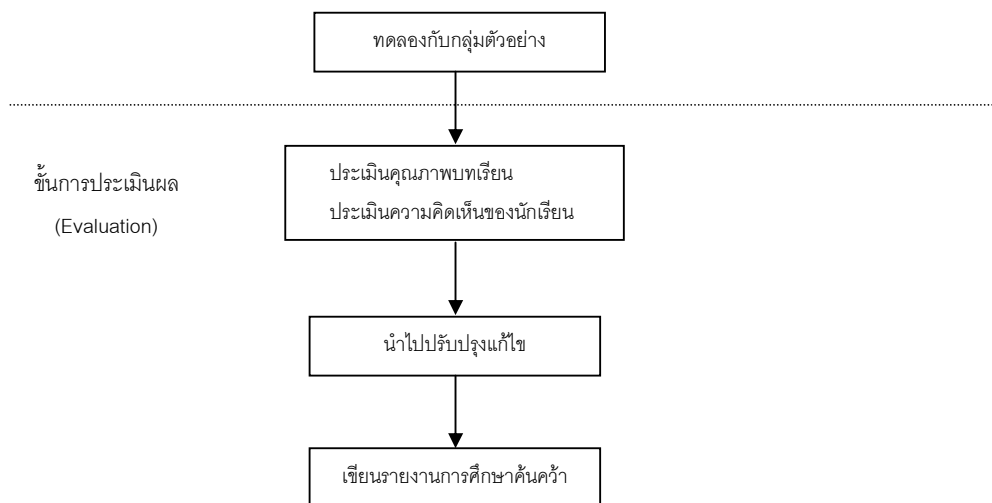 ทดลองกับกลุ่มตัวอย่าง
ขั้นการประเมินผล
(Evaluation)
ประเมินคุณภาพบทเรียน
ประเมินความคิดเห็นของนักเรียน
นำไปปรับปรุงแก้ไข
เขียนรายงานการศึกษาค้นคว้า